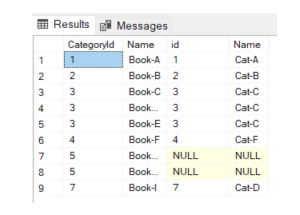 Results Messages
CategoryId Name id Name
1 1 Book-A 1 Cat-A
2 2 Book-B 2 Cat-B
3 3 Book-C 3 Cat-C
4 3 Book... 3 Cat-C
5 3 Book-E 3 Cat-C
6 4 Book-F 4 Cat-F
7 5 Book... NULL NULL
8 5 Book... NULL NULL
9 7 Book-I 7 Cat-D